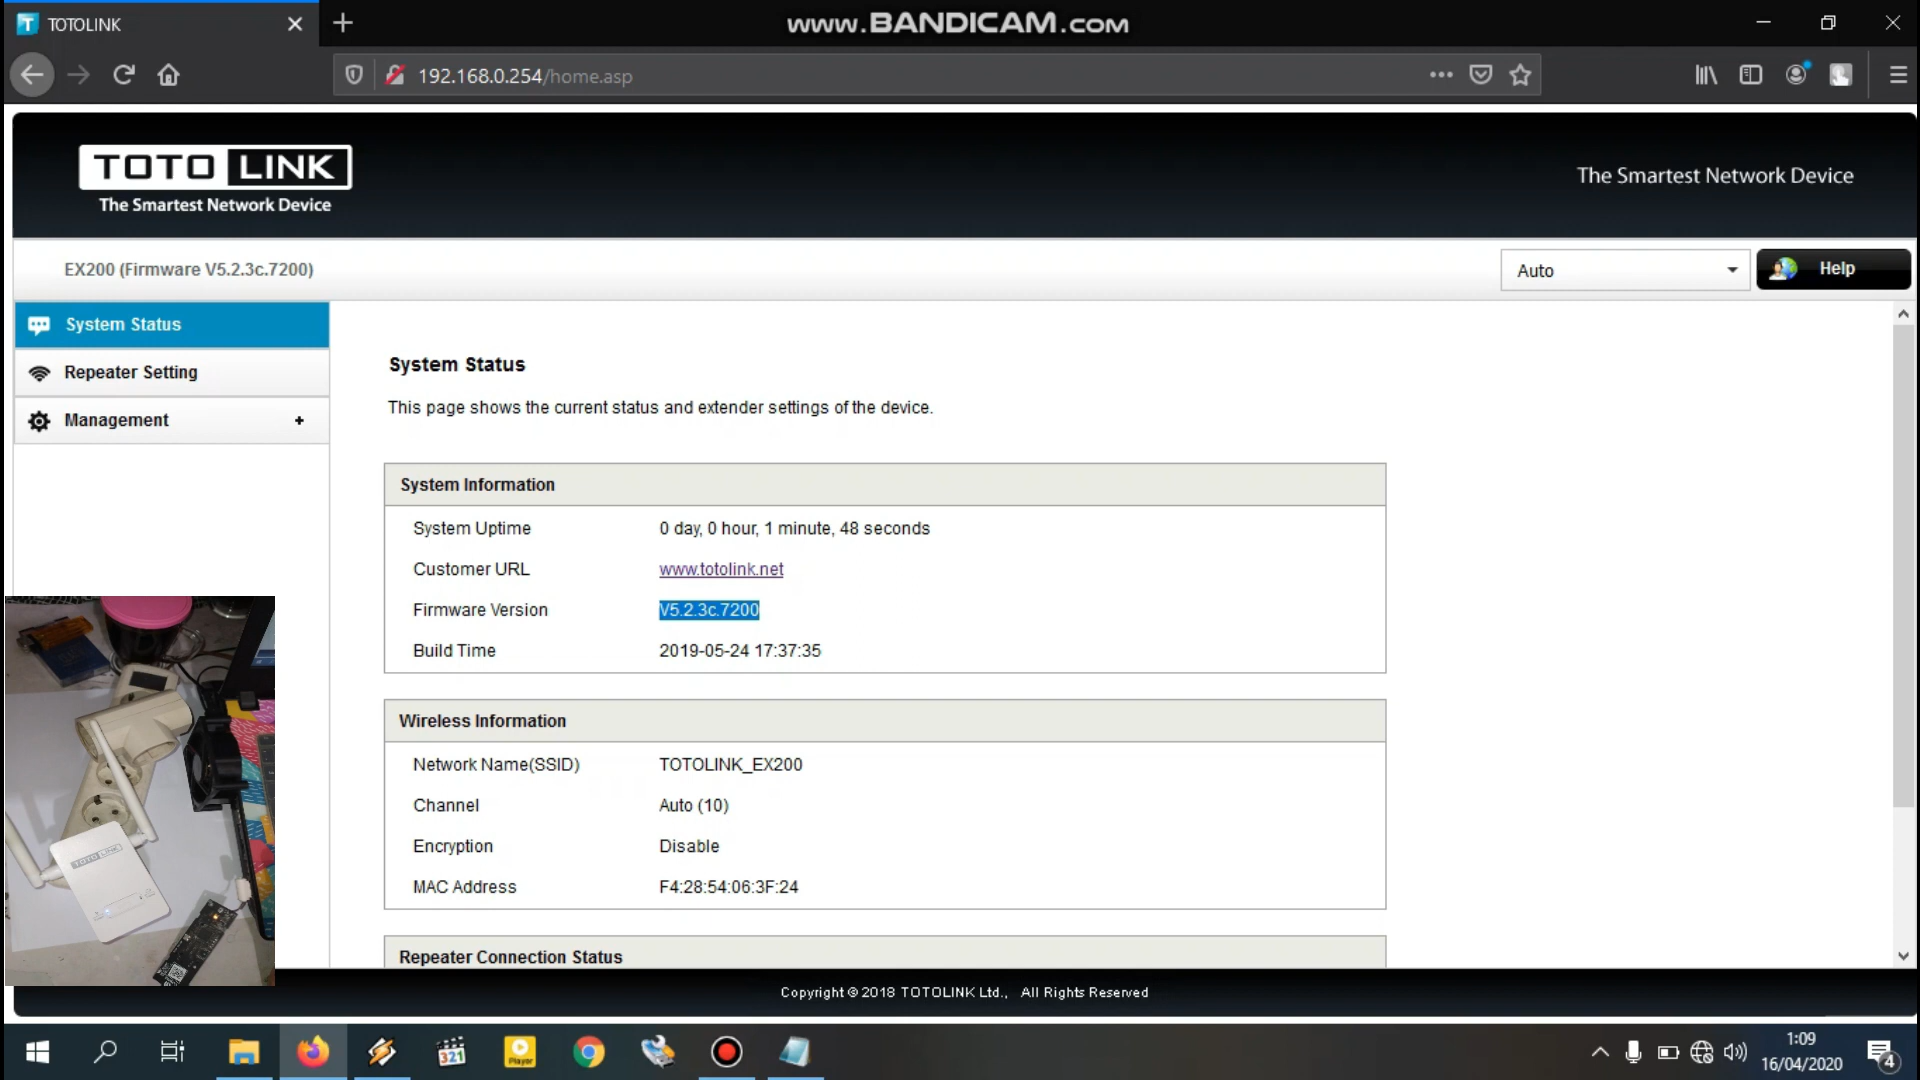 TOTOLINK
www.BANDICAM.com
192.168.0.254/home.asp
TOTO LINK
The Smartest Network Device
The Smartest Network Device
EX200 (Firmware V5.2.3c.7200)
Auto
Help
System Status
Repeater Setting
Management +
System Status
This page shows the current status and extender settings of the device.
System Information
System Uptime 0 day, 0 hour, 1 minute, 48 seconds
Customer URL www.totolink.net
Firmware Version V5.2.3c.7200
Build Time 2019-05-24 17:37:35
Wireless Information
Network Name(SSID) TOTOLINK_EX200
Channel Auto (10)
Encryption Disable
MAC Address F4:28:54:06:3F:24
Repeater Connection Status
TOTO LINK
Copyright © 2018 TOTOLINK Ltd., All Rights Reserved
321
Player
1:09
16/04/2020
4